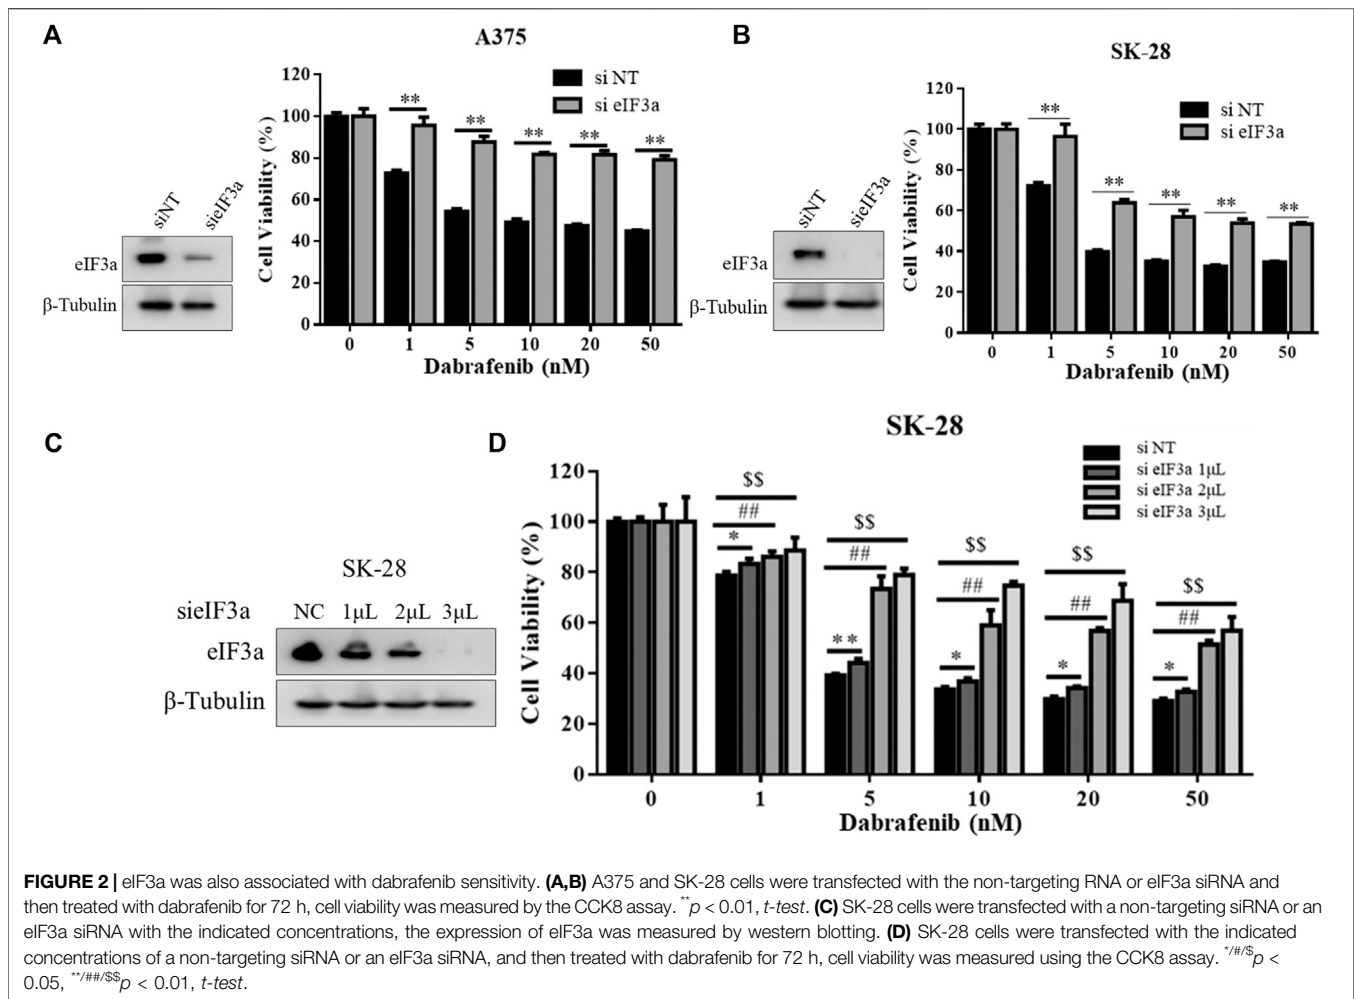 A
A375
120
100
80
60
40
20
0
Cell Viability (%)
si NT
si eIF3a
**
**
**
**
**
0 1 5 10 20 50
Dabrafenib (nM)
siNT sieIF3a
eIF3a
β-Tubulin
B
SK-28
120
100
80
60
40
20
0
Cell Viability (%)
si NT
si eIF3a
**
**
**
**
**
0 1 5 10 20 50
Dabrafenib (nM)
siNT sieIF3a
eIF3a
β-Tubulin
C
SK-28
sieIF3a NC 1μL 2μL 3μL
eIF3a
β-Tubulin
D
SK-28
120
100
80
60
40
20
0
Cell Viability (%)
si NT
si eIF3a 1μL
si eIF3a 2μL
si eIF3a 3μL
$$
##
*
$$
##
**
$$
##
*
$$
##
*
$$
##
*
0 1 5 10 20 50
Dabrafenib (nM)
FIGURE 2 | eIF3a was also associated with dabrafenib sensitivity. (A,B) A375 and SK-28 cells were transfected with the non-targeting RNA or eIF3a siRNA and
then treated with dabrafenib for 72 h, cell viability was measured by the CCK8 assay. **p < 0.01, t-test. (C) SK-28 cells were transfected with a non-targeting siRNA or an
eIF3a siRNA with the indicated concentrations, the expression of eIF3a was measured by western blotting. (D) SK-28 cells were transfected with the indicated
concentrations of a non-targeting siRNA or an eIF3a siRNA, and then treated with dabrafenib for 72 h, cell viability was measured using the CCK8 assay. */#/$p <
0.05, **/##/$$p < 0.01, t-test.